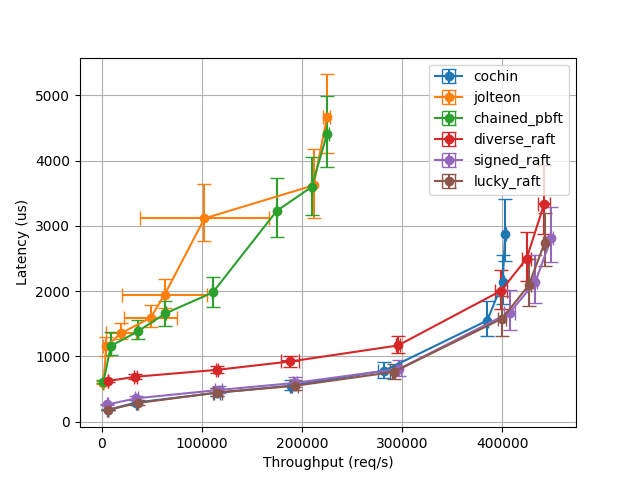 cochin
jolteon
chained_pbft
diverse_raft
signed_raft
lucky_raft
5000
4000
3000
2000
1000
0
Latency (us)
0 100000 200000 300000 400000
Throughput (req/s)